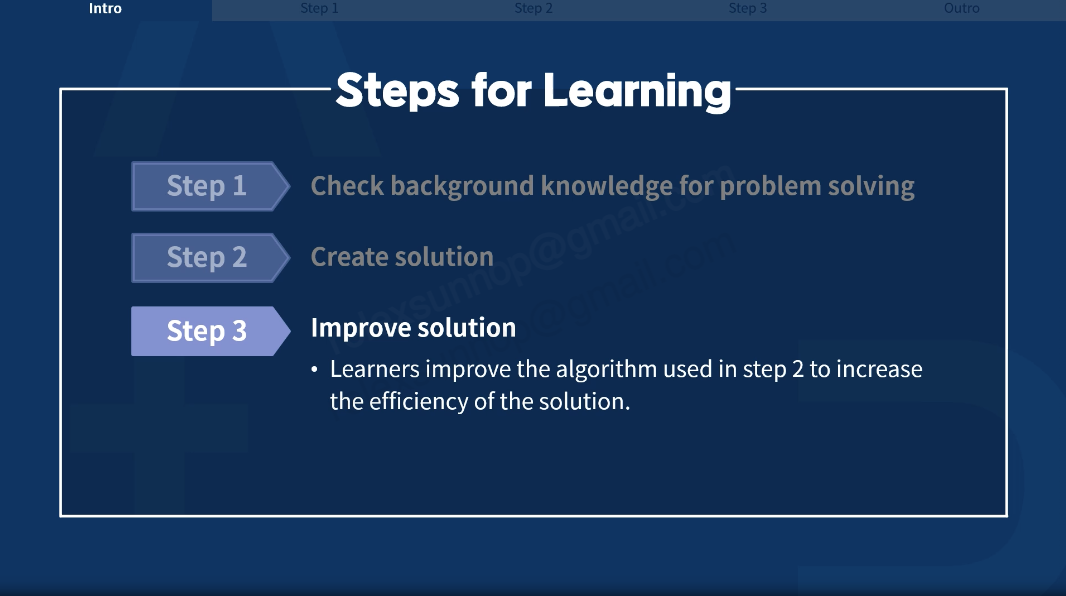 Intro Step 1 Step 2 Step 3 Outro
Steps for Learning
Step 1 Check background knowledge for problem solving
Step 2 Create solution
Step 3 Improve solution
• Learners improve the algorithm used in step 2 to increase
the efficiency of the solution.